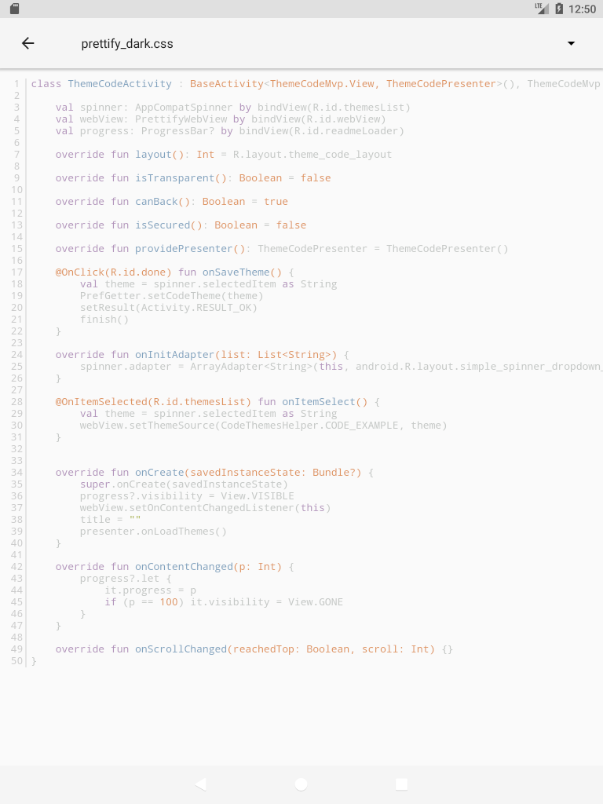 LTE 12:50
prettify_dark.css
1 class ThemeCodeActivity : BaseActivity<ThemeCodeMvp.View, ThemeCodePresenter>(), ThemeCodeMvp
2
3     val spinner: AppCompatSpinner by bindView(R.id.themesList)
4     val webView: PrettifyWebView by bindView(R.id.webView)
5     val progress: ProgressBar? by bindView(R.id.readmeLoader)
6
7     override fun layout(): Int = R.layout.theme_code_layout
8
9     override fun isTransparent(): Boolean = false
10
11     override fun canBack(): Boolean = true
12
13     override fun isSecured(): Boolean = false
14
15     override fun providePresenter(): ThemeCodePresenter = ThemeCodePresenter()
16
17     @OnClick(R.id.done) fun onSaveTheme() {
18         val theme = spinner.selectedItem as String
19         PrefGetter.setCodeTheme(theme)
20         setResult(Activity.RESULT_OK)
21         finish()
22     }
23
24     override fun onInitAdapter(list: List<String>) {
25         spinner.adapter = ArrayAdapter<String>(this, android.R.layout.simple_spinner_dropdown_
26     }
27
28     @OnItemSelected(R.id.themesList) fun onItemSelect() {
29         val theme = spinner.selectedItem as String
30         webView.setThemeSource(CodeThemesHelper.CODE_EXAMPLE, theme)
31     }
32
33
34     override fun onCreate(savedInstanceState: Bundle?) {
35         super.onCreate(savedInstanceState)
36         progress?.visibility = View.VISIBLE
37         webView.setOnContentChangedListener(this)
38         title = ""
39         presenter.onLoadThemes()
40     }
41
42     override fun onContentChanged(p: Int) {
43         progress?.let {
44             it.progress = p
45             if (p == 100) it.visibility = View.GONE
46         }
47     }
48
49     override fun onScrollChanged(reachedTop: Boolean, scroll: Int) {}
50 }